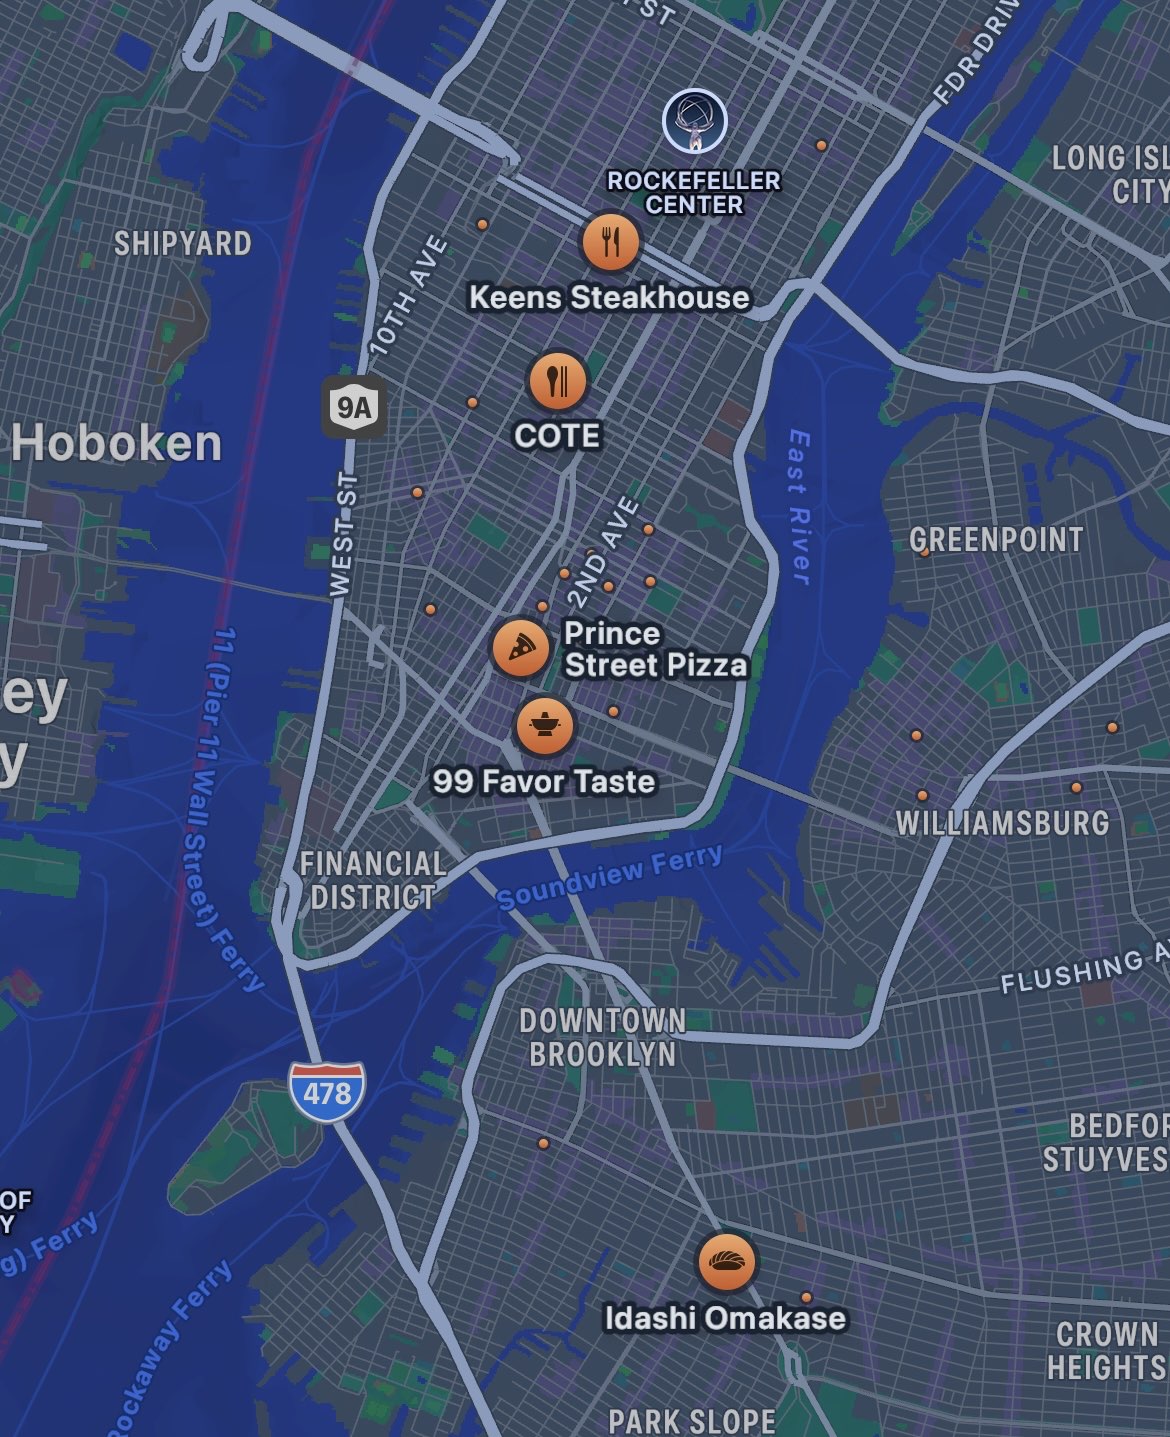 ST
FDR DRIV
ROCKEFELLER
CENTER
LONG ISL
CITY
SHIPYARD
10TH AVE
Keens Steakhouse
9A
COTE
Hoboken
WEST ST
East River
2ND AVE
GREENPOINT
Prince
Street Pizza
ey
y
11 (Pier 11 Wall Street) Ferry
99 Favor Taste
WILLIAMSBURG
FINANCIAL
DISTRICT
Soundview Ferry
FLUSHING A
DOWNTOWN
BROOKLYN
478
BEDFOR
STUYVES
OF
Y
g) Ferry
Rockaway Ferry
Idashi Omakase
CROWN
HEIGHTS
PARK SLOPE